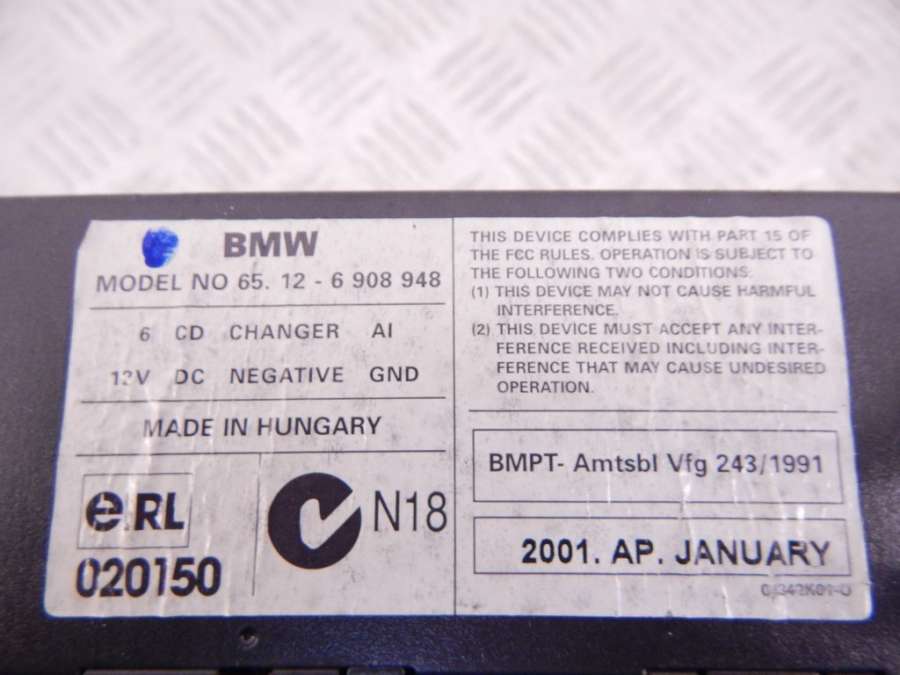 BMW
MODEL NO 65. 12 - 6 908 948
6 CD CHANGER AI
12V DC NEGATIVE GND
MADE IN HUNGARY
eRL
020150
N18
THIS DEVICE COMPLIES WITH PART 15 OF
THE FCC RULES. OPERATION IS SUBJECT TO
THE FOLLOWING TWO CONDITIONS:
(1) THIS DEVICE MAY NOT CAUSE HARMFUL
INTERFERENCE.
(2) THIS DEVICE MUST ACCEPT ANY INTER-
FERENCE RECEIVED INCLUDING INTER-
FERENCE THAT MAY CAUSE UNDESIRED
OPERATION.
BMPT- Amtsbl Vfg 243/1991
2001. AP. JANUARY